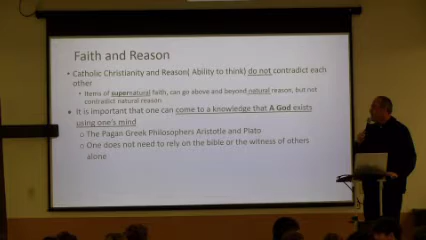 Faith and Reason
• Catholic Christianity and Reason( Ability to think) do not contradict each
other
• Items of supernatural faith, can go above and beyond natural reason, but not
contradict natural reason.
• It is important that one can come to a knowledge that A God exists
using one's mind
o The Pagan Greek Philosophers Aristotle and Plato
o One does not need to rely on the bible or the witness of others
alone